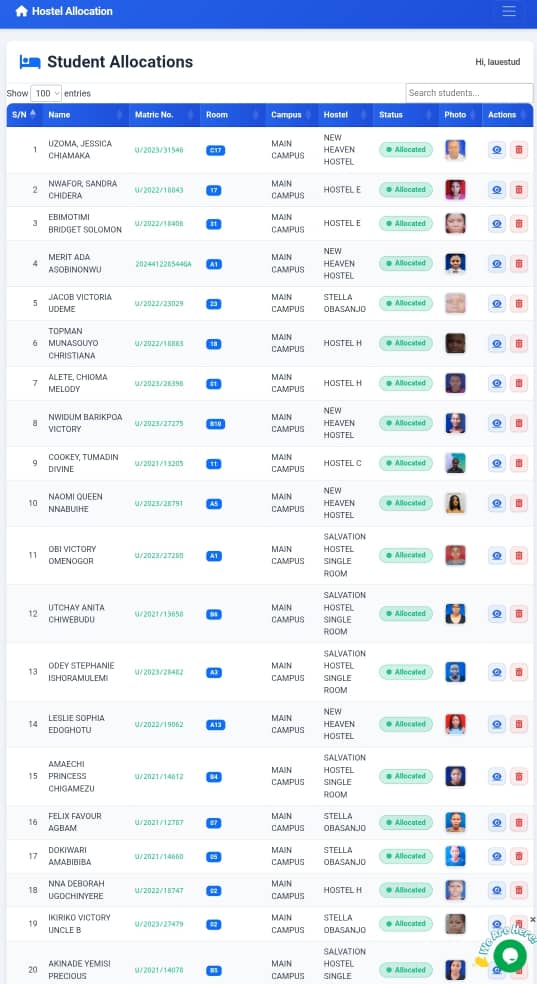 Hostel Allocation
Student Allocations
Hi, lauestud
Show 100 entries
Search students...
S/N Name Matric No. Room Campus Hostel Status Photo Actions
1 UZOMA, JESSICA CHIAMAKA U/2023/31546 C17 MAIN CAMPUS NEW HEAVEN HOSTEL Allocated
2 NWAFOR, SANDRA CHIDERA U/2022/18843 17 MAIN CAMPUS HOSTEL E Allocated
3 EBIMOTIMI BRIDGET SOLOMON U/2022/18406 31 MAIN CAMPUS HOSTEL E Allocated
4 MERIT ADA ASOBINONWU 202441226544GA A1 MAIN CAMPUS NEW HEAVEN HOSTEL Allocated
5 JACOB VICTORIA UDEME U/2022/23029 23 MAIN CAMPUS STELLA OBASANJO Allocated
6 TOPMAN MUNASOUYO CHRISTIANA U/2022/18883 18 MAIN CAMPUS HOSTEL H Allocated
7 ALETE, CHIOMA MELODY U/2023/28398 01 MAIN CAMPUS HOSTEL H Allocated
8 NWIDUM BARIKPOA VICTORY U/2023/27275 B10 MAIN CAMPUS NEW HEAVEN HOSTEL Allocated
9 COOKEY, TUMADIN DIVINE U/2021/13205 11 MAIN CAMPUS HOSTEL C Allocated
10 NAOMI QUEEN NNABUIHE U/2023/28791 A5 MAIN CAMPUS NEW HEAVEN HOSTEL Allocated
11 OBI VICTORY OMENOGOR U/2023/27280 A1 MAIN CAMPUS SALVATION HOSTEL SINGLE ROOM Allocated
12 UTCHAY ANITA CHIWEBUDU U/2021/13650 B6 MAIN CAMPUS SALVATION HOSTEL SINGLE ROOM Allocated
13 ODEY STEPHANIE ISHORAMULEMI U/2023/28482 A3 MAIN CAMPUS SALVATION HOSTEL SINGLE ROOM Allocated
14 LESLIE SOPHIA EDOGHOTU U/2022/19062 A13 MAIN CAMPUS NEW HEAVEN HOSTEL Allocated
15 AMAECHI PRINCESS CHIGAMEZU U/2021/14612 B4 MAIN CAMPUS SALVATION HOSTEL SINGLE ROOM Allocated
16 FELIX FAVOUR AGBAM U/2021/12787 07 MAIN CAMPUS STELLA OBASANJO Allocated
17 DOKIWARI AMABIBIBA U/2021/14660 05 MAIN CAMPUS STELLA OBASANJO Allocated
18 NNA DEBORAH UGOCHINYERE U/2022/18747 02 MAIN CAMPUS HOSTEL H Allocated
19 IKIRIKO VICTORY UNCLE B U/2023/27479 02 MAIN CAMPUS STELLA OBASANJO Allocated
20 AKINADE YEMISI PRECIOUS U/2021/14076 B5 MAIN CAMPUS SALVATION HOSTEL SINGLE Allocated
We Are Here!